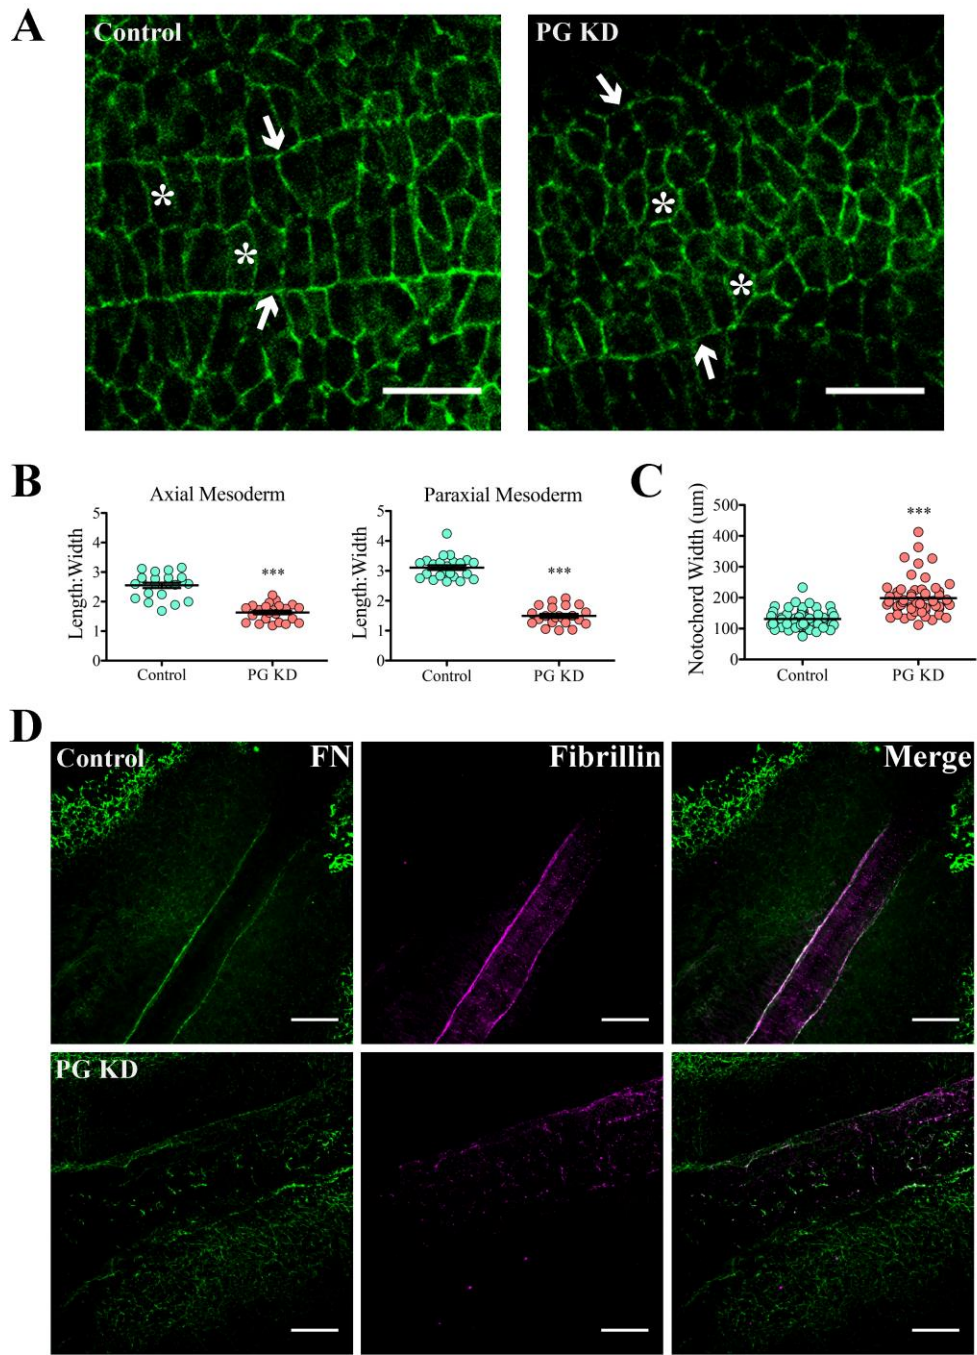 A
Control
PG KD
*
*
*
*
B
Axial Mesoderm
Length:Width
5
4
3
2
1
0
***
Control
PG KD
Paraxial Mesoderm
Length:Width
5
4
3
2
1
0
***
Control
PG KD
C
Notochord Width (um)
500
400
300
200
100
0
***
Control
PG KD
D
Control
FN
Fibrillin
Merge
PG KD